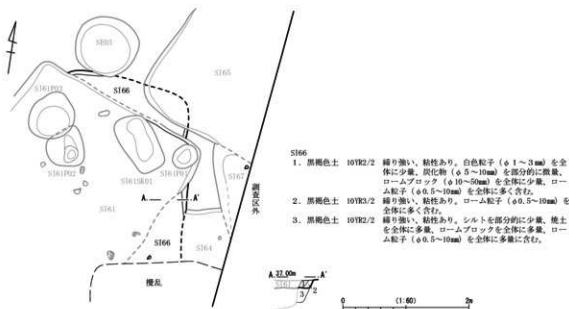 SE03
SI65
SI66
SI61P02
SI61P02
SI61SK01
SI61P01
SI67
調査区外
A A'
SI61
SI66
SI64
攪乱
SI66
1. 黒褐色土 10YR2/2 締り強い、粘性あり。白色粒子（φ1～3mm）を全
体に少量、炭化物（φ5～10mm）を部分的に微量、
ロームブロック（φ10～50mm）を全体に少量、ロー
ム粒子（φ0.5～10mm）を全体に多く含む。
2. 黒褐色土 10YR3/2 締り強い、粘性あり。ローム粒子（φ0.5～10mm）を
全体に多く含む。
3. 黒褐色土 10YR2/2 締り強い、粘性あり。シルトを部分的に少量、焼土
を全体に多量、ロームブロックを全体に多量、ロー
ム粒子（φ0.5～10mm）を全体に多量に含む。
A 27.00m A'
SI61 1 2
3
0 (1:60) 2m